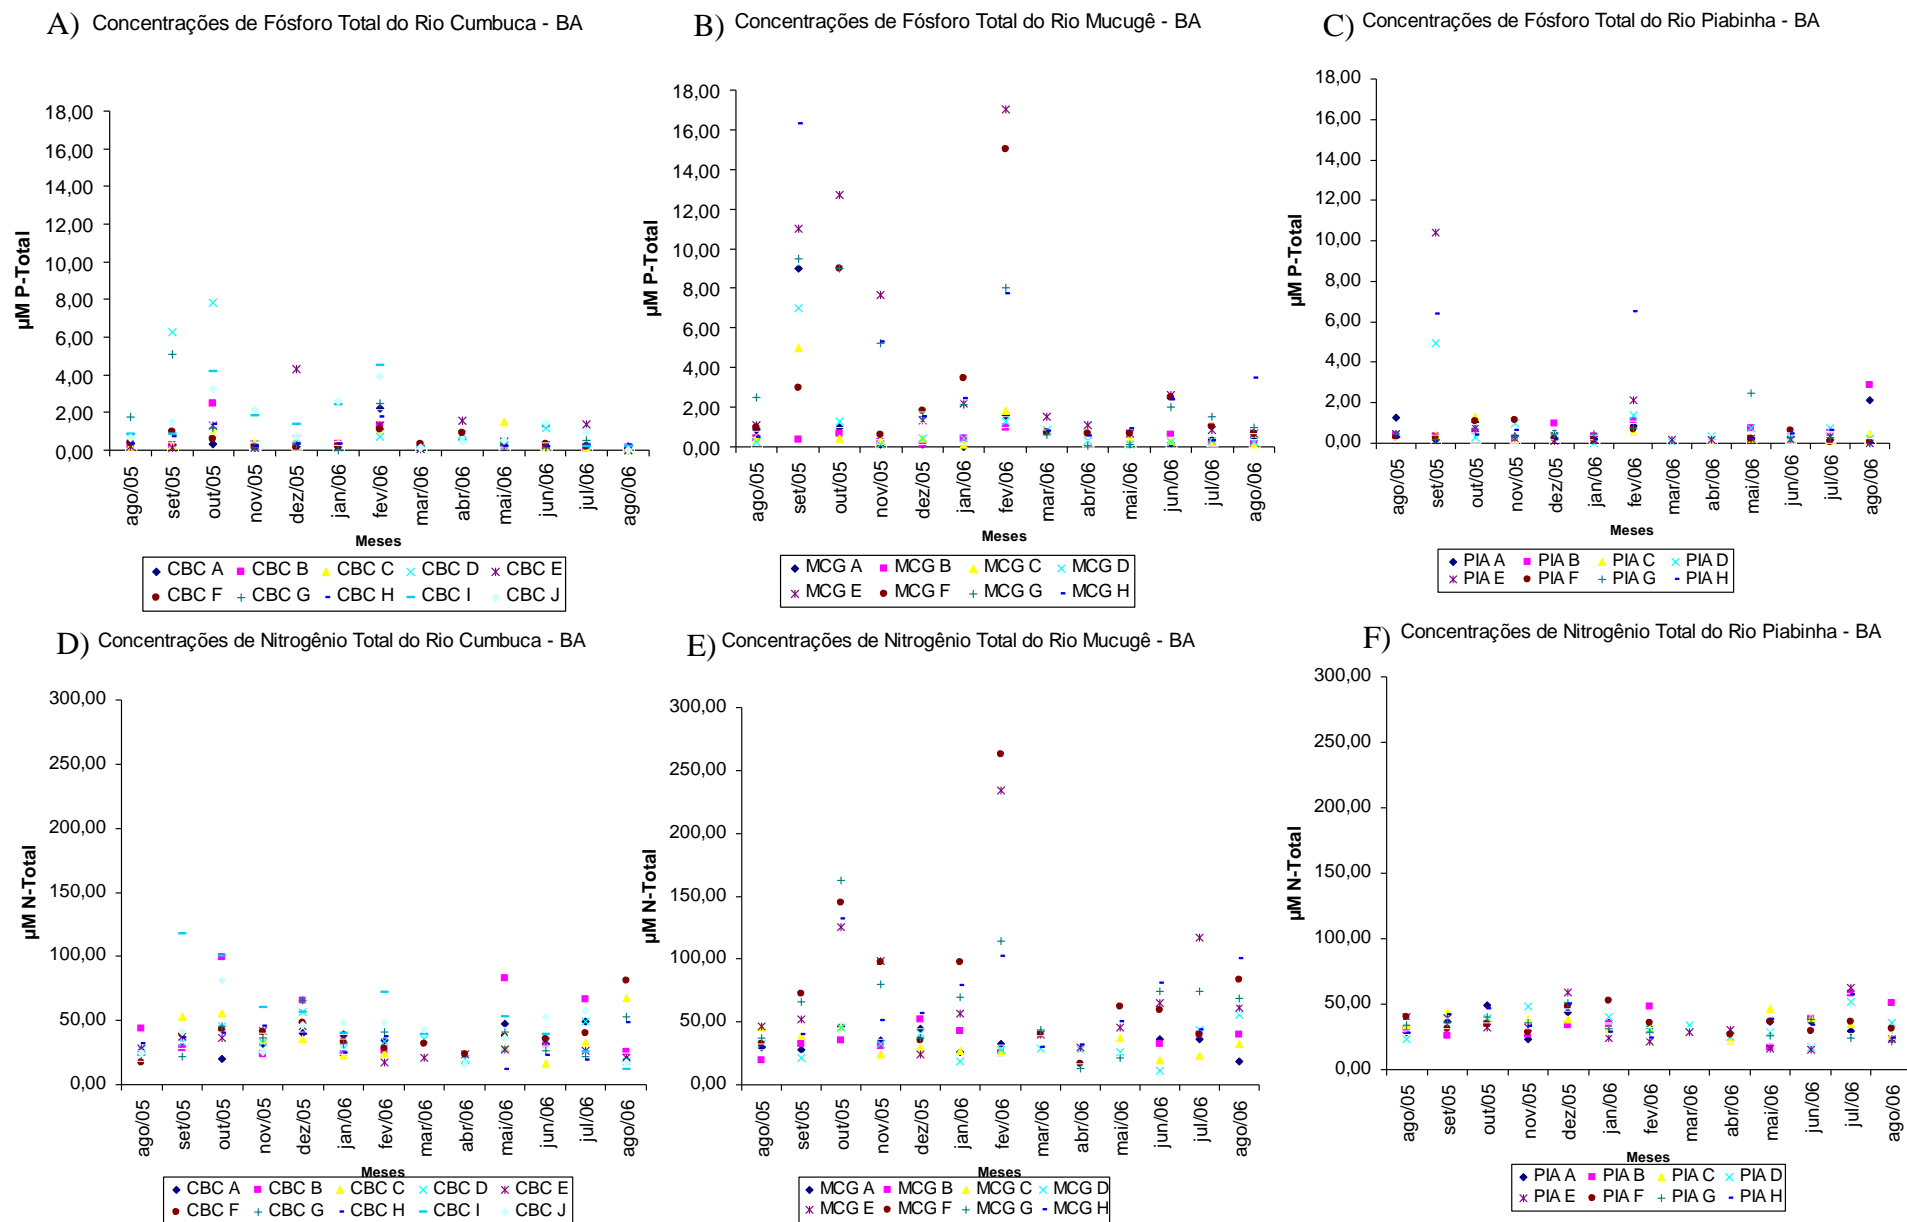 A) Concentrações de Fósforo Total do Rio Cumbuca - BA
18,00
16,00
14,00
12,00
10,00
8,00
6,00
4,00
2,00
0,00
µM P-Total
ago/05 set/05 out/05 nov/05 dez/05 jan/06 fev/06 mar/06 abr/06 mai/06 jun/06 jul/06 ago/06
Meses
CBC A CBC B CBC C CBC D CBC E
CBC F CBC G CBC H CBC I CBC J
B) Concentrações de Fósforo Total do Rio Mucugê - BA
18,00
16,00
14,00
12,00
10,00
8,00
6,00
4,00
2,00
0,00
µM P-Total
ago/05 set/05 out/05 nov/05 dez/05 jan/06 fev/06 mar/06 abr/06 mai/06 jun/06 jul/06 ago/06
Meses
MCG A MCG B MCG C MCG D
MCG E MCG F MCG G MCG H
C) Concentrações de Fósforo Total do Rio Piabinha - BA
18,00
16,00
14,00
12,00
10,00
8,00
6,00
4,00
2,00
0,00
µM P-Total
ago/05 set/05 out/05 nov/05 dez/05 jan/06 fev/06 mar/06 abr/06 mai/06 jun/06 jul/06 ago/06
Meses
PIA A PIA B PIA C PIA D
PIA E PIA F PIA G PIA H
D) Concentrações de Nitrogênio Total do Rio Cumbuca - BA
300,00
250,00
200,00
150,00
100,00
50,00
0,00
µM N-Total
ago/05 set/05 out/05 nov/05 dez/05 jan/06 fev/06 mar/06 abr/06 mai/06 jun/06 jul/06 ago/06
Meses
CBC A CBC B CBC C CBC D CBC E
CBC F CBC G CBC H CBC I CBC J
E) Concentrações de Nitrogênio Total do Rio Mucugê - BA
300,00
250,00
200,00
150,00
100,00
50,00
0,00
µM N-Total
ago/05 set/05 out/05 nov/05 dez/05 jan/06 fev/06 mar/06 abr/06 mai/06 jun/06 jul/06 ago/06
Meses
MCG A MCG B MCG C MCG D
MCG E MCG F MCG G MCG H
F) Concentrações de Nitrogênio Total do Rio Piabinha - BA
300,00
250,00
200,00
150,00
100,00
50,00
0,00
µM N-Total
ago/05 set/05 out/05 nov/05 dez/05 jan/06 fev/06 mar/06 abr/06 mai/06 jun/06 jul/06 ago/06
Meses
PIA A PIA B PIA C PIA D
PIA E PIA F PIA G PIA H